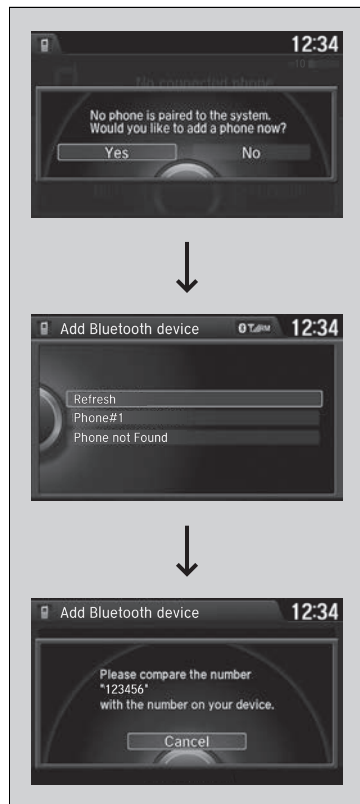 12:34
No connected phone
No phone is paired to the system.
Would you like to add a phone now?
Yes No
Add Bluetooth device 12:34
Refresh
Phone#1
Phone not Found
Add Bluetooth device 12:34
Please compare the number
"123456"
with the number on your device.
Cancel